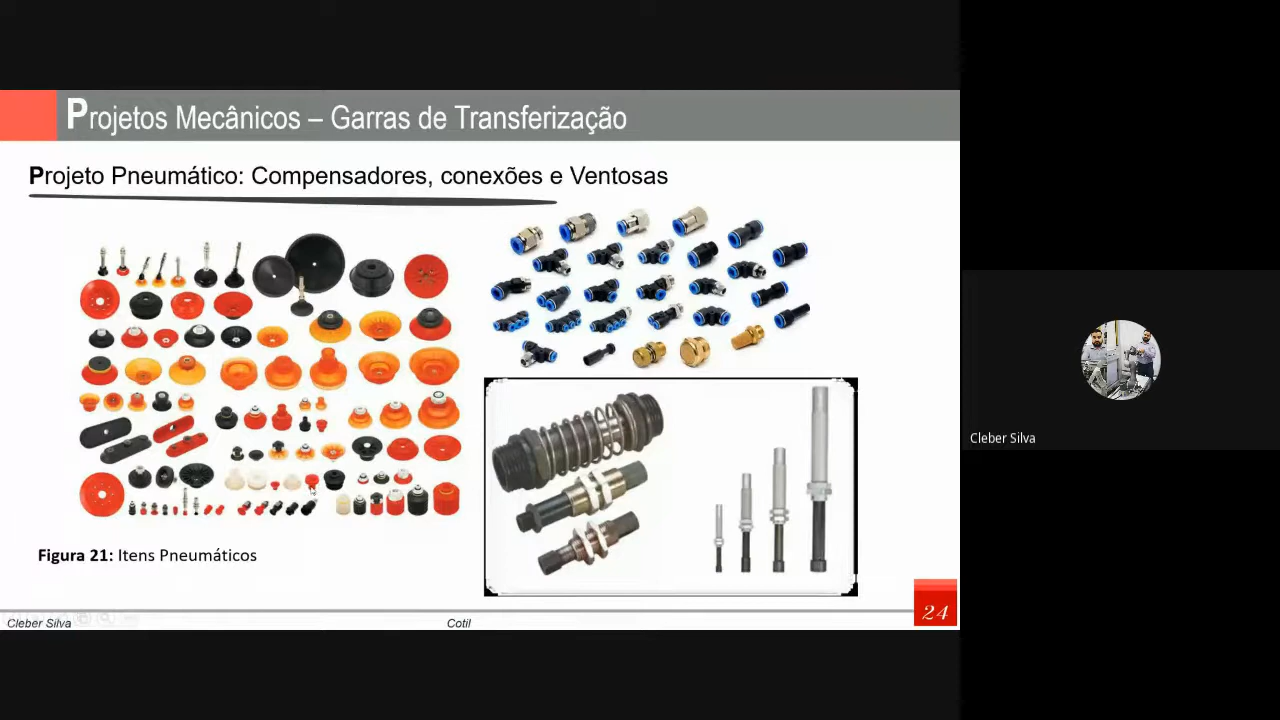 Projetos Mecânicos – Garras de Transferização
Projeto Pneumático: Compensadores, conexões e Ventosas
Figura 21: Itens Pneumáticos
Cleber Silva
Cotil
24
Cleber Silva